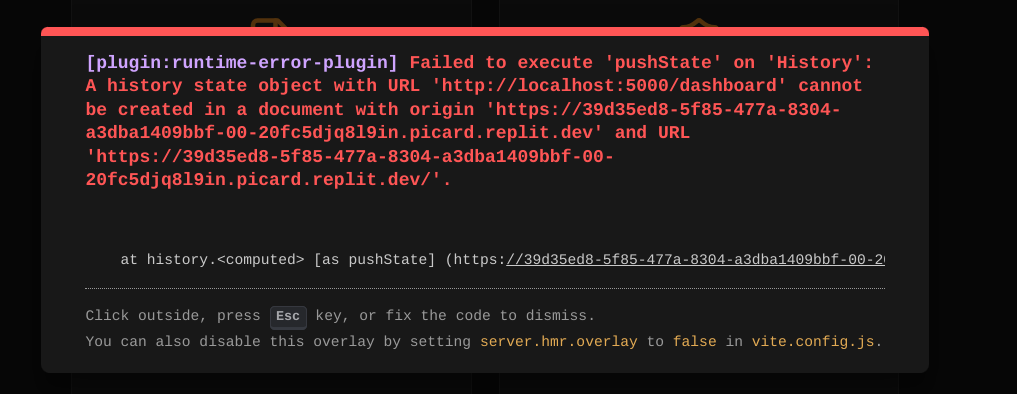 [plugin:runtime-error-plugin] Failed to execute 'pushState' on 'History':
A history state object with URL 'http://localhost:5000/dashboard' cannot
be created in a document with origin 'https://39d35ed8-5f85-477a-8304-
a3dba1409bbf-00-20fc5djq8l9in.picard.replit.dev' and URL
'https://39d35ed8-5f85-477a-8304-a3dba1409bbf-00-
20fc5djq8l9in.picard.replit.dev/'.
at history.<computed> [as pushState] (https://39d35ed8-5f85-477a-8304-a3dba1409bbf-00-20
Click outside, press Esc key, or fix the code to dismiss.
You can also disable this overlay by setting server.hmr.overlay to false in vite.config.js.